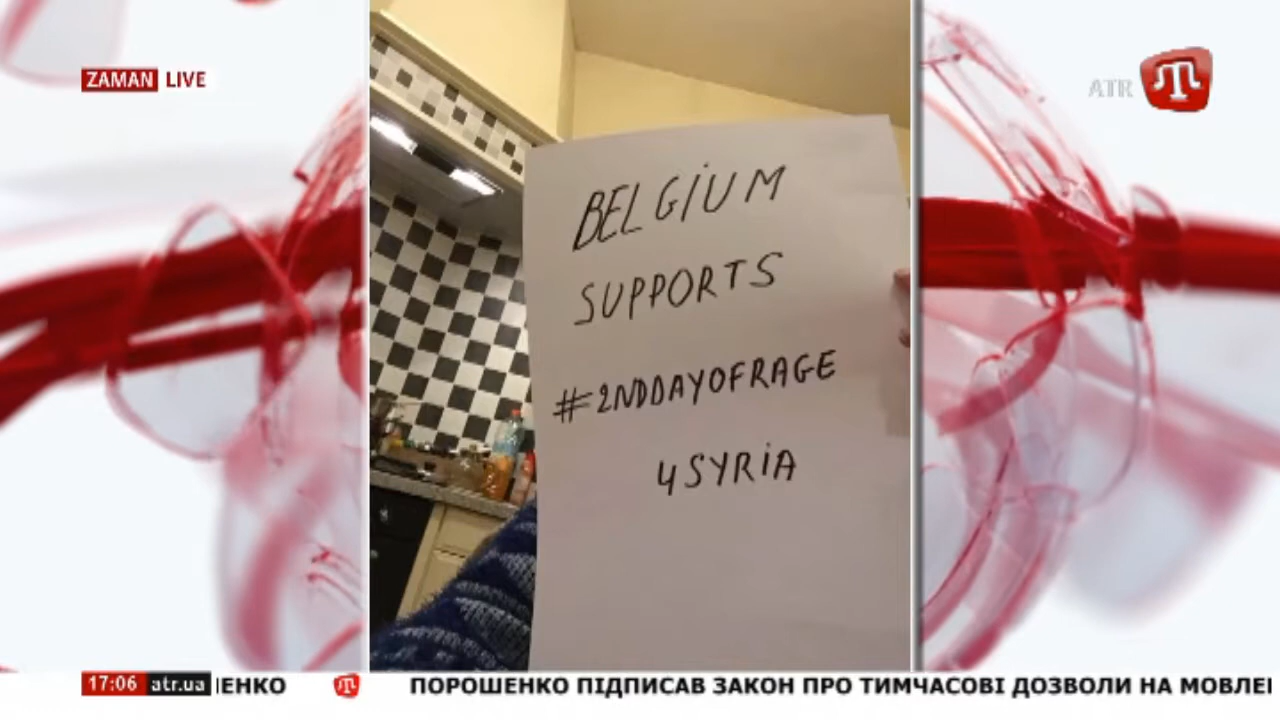 ZAMAN LIVE
ATR
BELGIUM
SUPPORTS
#2NDDAYOFRAGE
4SYRIA
17:06 atr.ua ЕНКО ПОРОШЕНКО ПІДПИСАВ ЗАКОН ПРО ТИМЧАСОВІ ДОЗВОЛИ НА МОВЛЕ